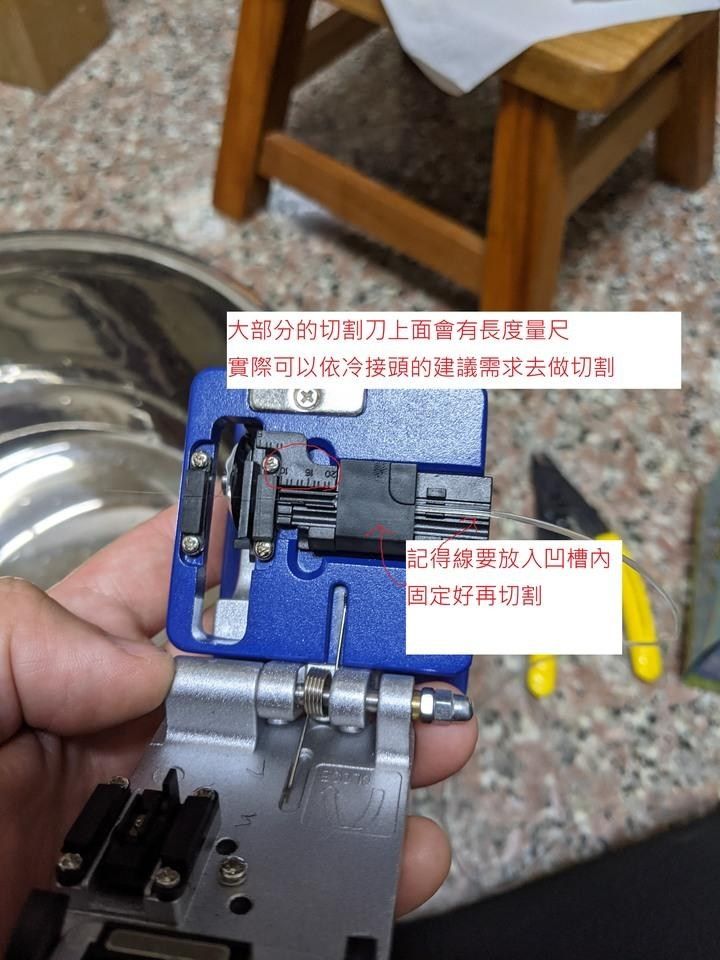 大部分的切割刀上面會有長度量尺
實際可以依冷接頭的建議需求去做切割
10 16 20
記得線要放入凹槽內
固定好再切割
CLOSE